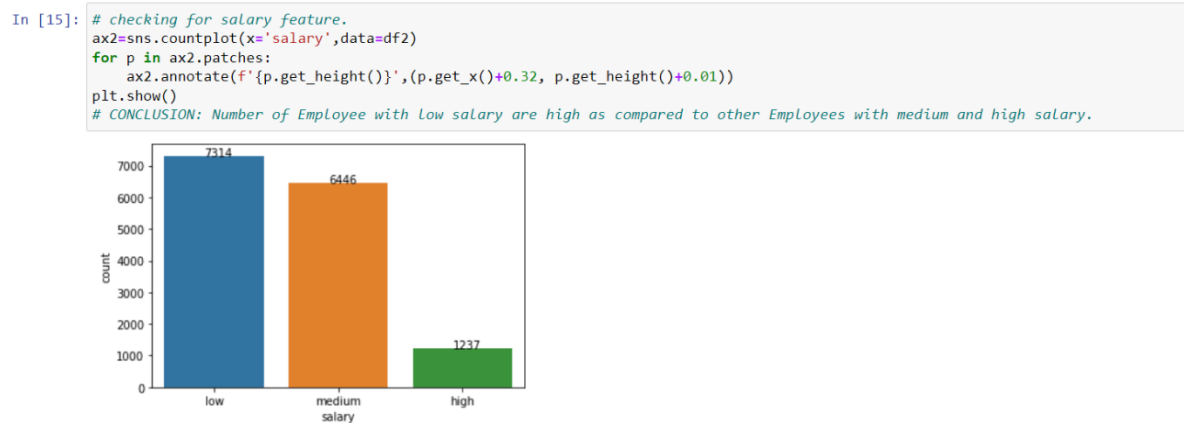 In [15]: # checking for salary feature.
ax2=sns.countplot(x='salary',data=df2)
for p in ax2.patches:
    ax2.annotate(f'{p.get_height()}',(p.get_x()+0.32, p.get_height()+0.01))
plt.show()
# CONCLUSION: Number of Employee with low salary are high as compared to other Employees with medium and high salary.
7314
7000
6446
6000
5000
4000
count
3000
2000
1237
1000
0
low medium high
salary